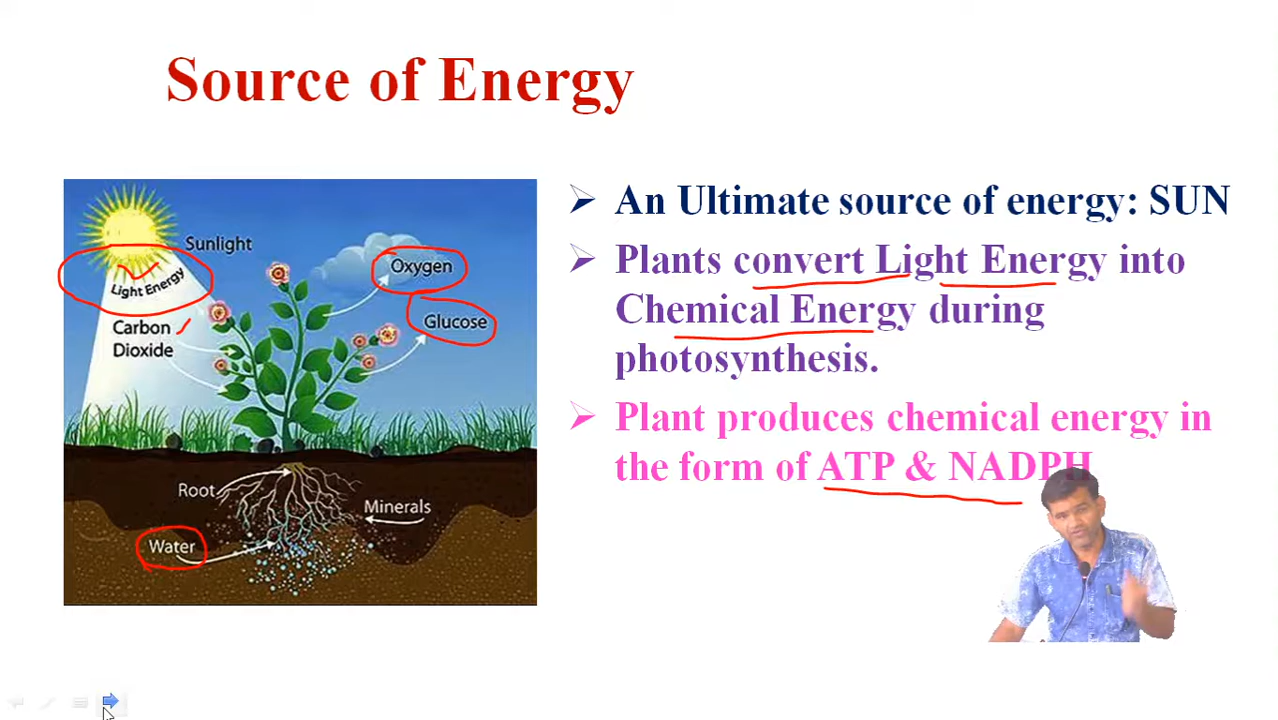 Source of Energy
Sunlight
Light Energy
Carbon
Dioxide
Oxygen
Glucose
Root
Minerals
Water
An Ultimate source of energy: SUN
Plants convert Light Energy into
Chemical Energy during
photosynthesis.
Plant produces chemical energy in
the form of ATP & NADPH